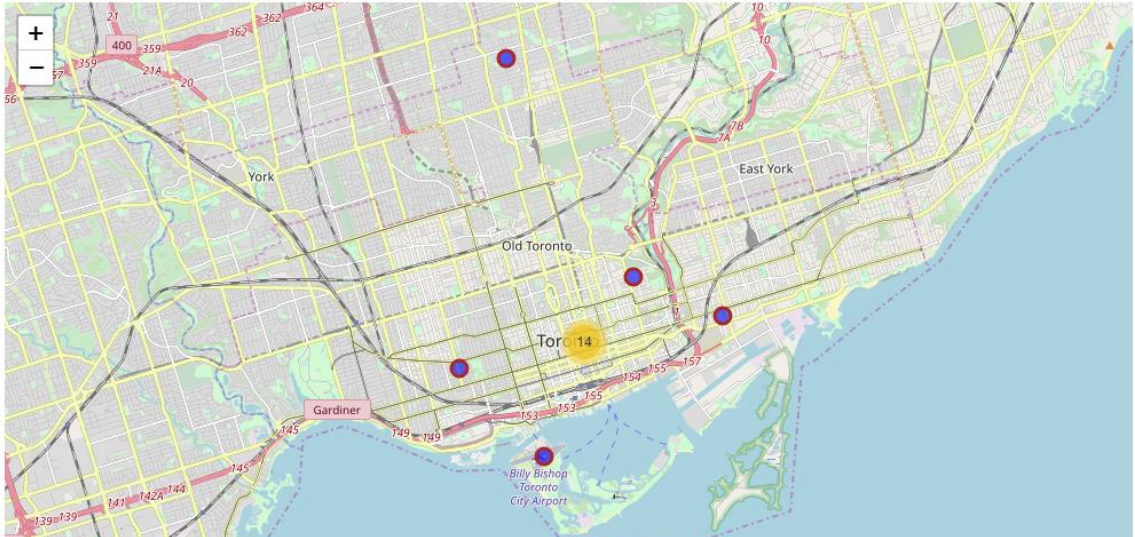 +
−
400
21
359
362
364
359
357
56
21A
20
10
10
7B
7A
York
East York
3
Old Toronto
1
Toronto
14
157
155
154
155
153
153
149
149
Gardiner
145
145
144
142A
141
139
139
Billy Bishop
Toronto
City Airport